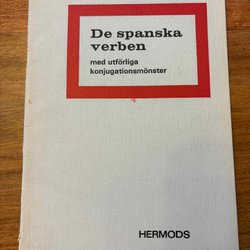 De spanska
verben
med utförliga
konjugationsmönster
HERMODS